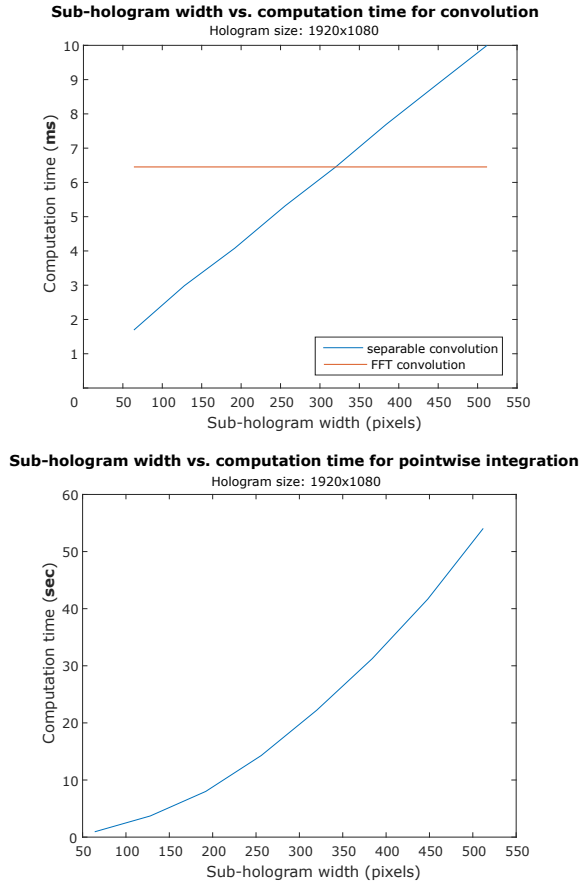 Sub-hologram width vs. computation time for convolution
Hologram size: 1920x1080
10
9
8
7
6
5
4
3
2
1
0
Computation time (ms)
separable convolution
FFT convolution
50 100 150 200 250 300 350 400 450 500 550
Sub-hologram width (pixels)
Sub-hologram width vs. computation time for pointwise integration
Hologram size: 1920x1080
60
50
40
30
20
10
0
Computation time (sec)
50 100 150 200 250 300 350 400 450 500 550
Sub-hologram width (pixels)